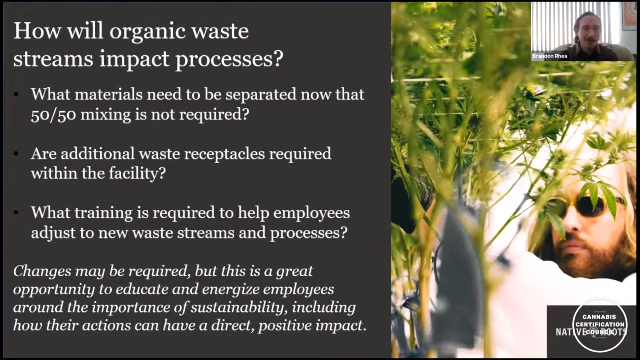 How will organic waste
streams impact processes?
• What materials need to be separated now that
50/50 mixing is not required?
• Are additional waste receptacles required
within the facility?
• What training is required to help employees
adjust to new waste streams and processes?
Changes may be required, but this is a great
opportunity to educate and energize employees
around the importance of sustainability, including
how their actions can have a direct, positive impact.
Brandon Rhea
CANNABIS
CERTIFICATION
COUNCIL